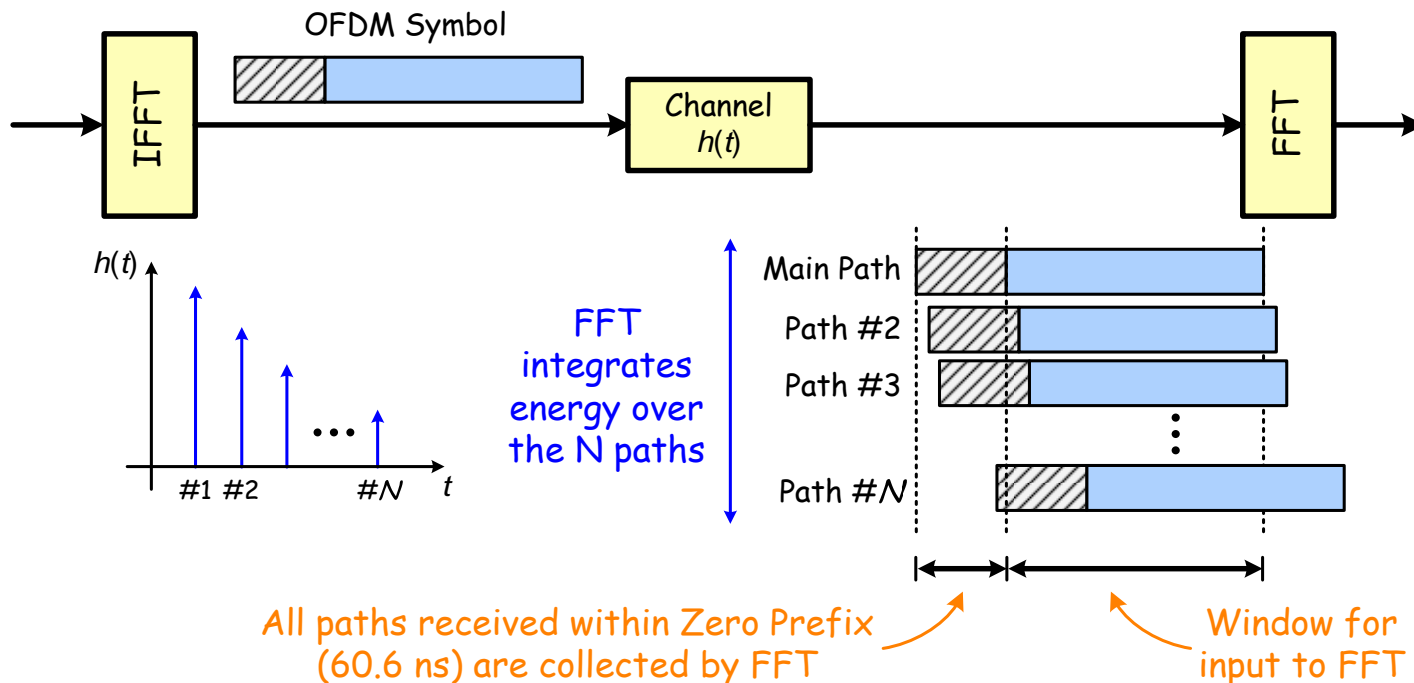 OFDM Symbol
IFFT
Channel
h(t)
FFT
h(t)
#1 #2 #N t
FFT
integrates
energy over
the N paths
Main Path
Path #2
Path #3
Path #N
All paths received within Zero Prefix
(60.6 ns) are collected by FFT
Window for
input to FFT